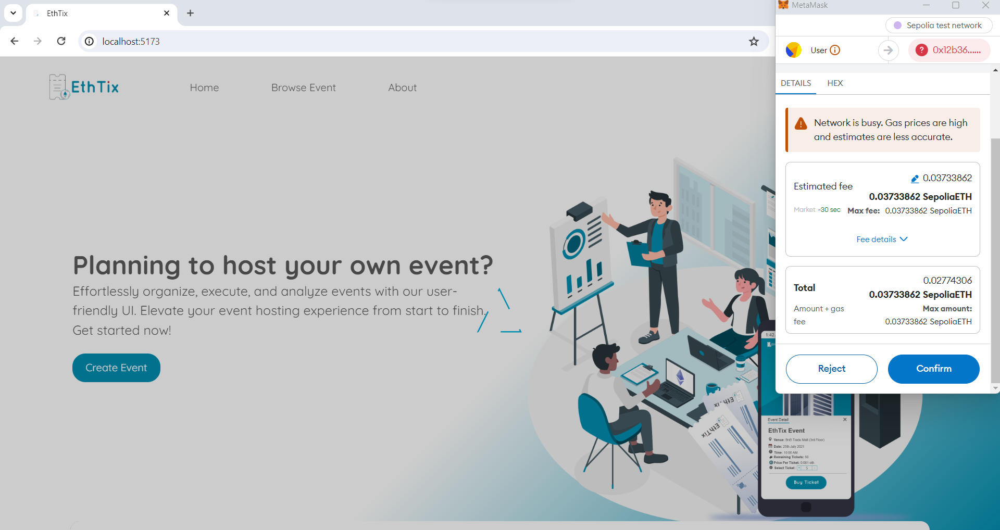 EthTix
localhost:5173
EthTix
Home
Browse Event
About
Planning to host your own event?
Effortlessly organize, execute, and analyze events with our user-
friendly UI. Elevate your event hosting experience from start to finish.
Get started now!
Create Event
MetaMask
Sepolia test network
User
0x12b36......
DETAILS
HEX
Network is busy. Gas prices are high
and estimates are less accurate.
0.03733862
Estimated fee
0.03733862 SepoliaETH
Market ~30 sec Max fee: 0.03733862 SepoliaETH
Fee details
0.02774306
Total
0.03733862 SepoliaETH
Amount + gas
fee
Max amount:
0.03733862 SepoliaETH
Reject
Confirm
1:42
EthTix
EthTix
Event Detail
EthTix Event
Venue: BnB Trade Mall (3rd Floor)
Date: 25th July 2021
Time: 10:00 AM
Remaining Tickets: 50
Price Per Ticket: 0.001 eth
Select Ticket: + 5 -
Buy Ticket